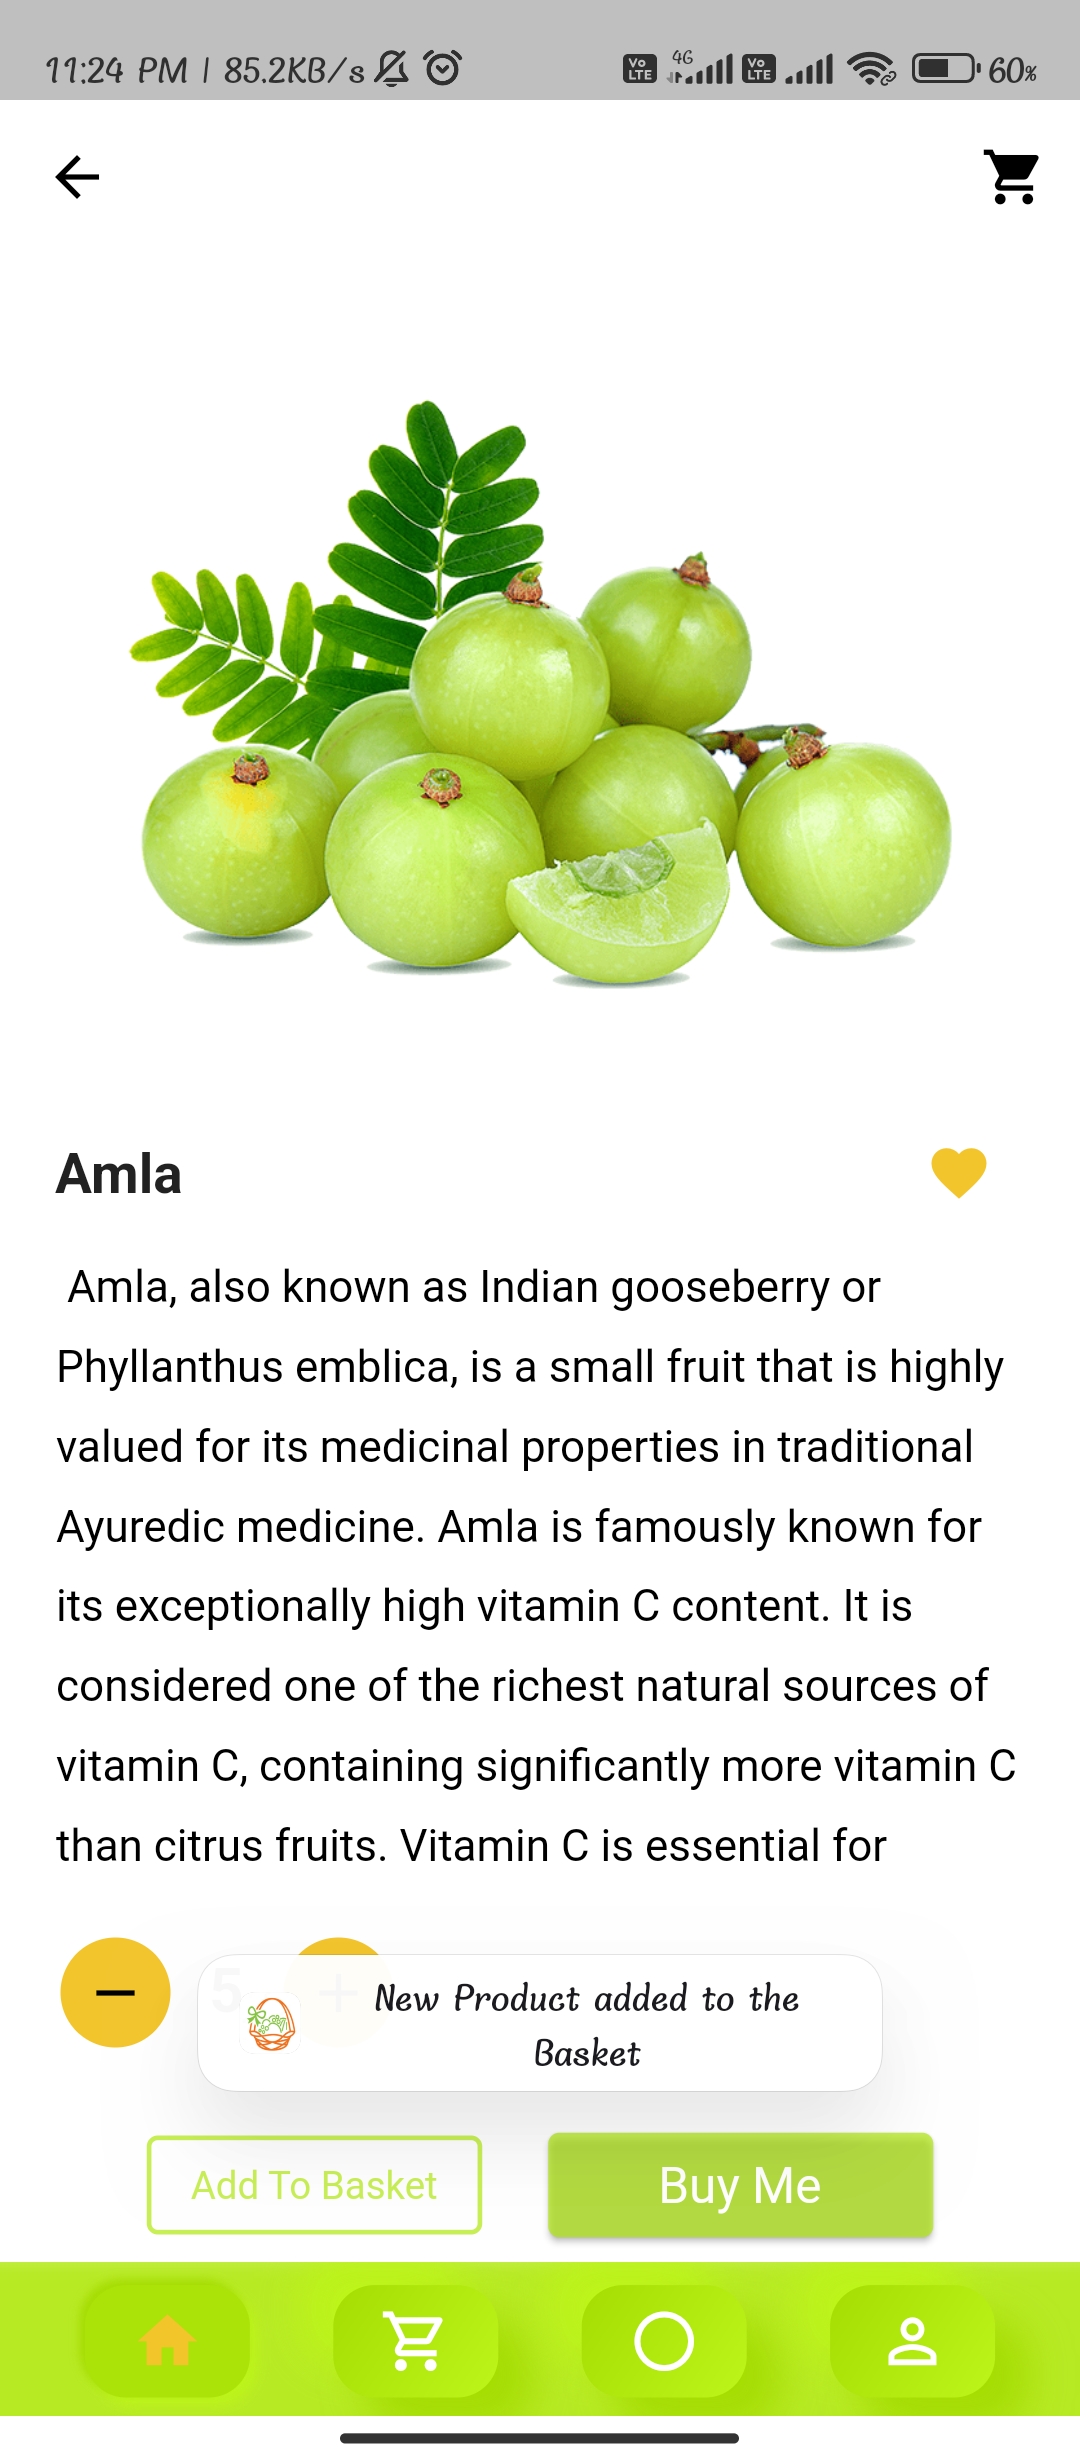 11:24 PM | 85.2KB/s Vo LTE 4G Vo LTE 60%
Amla
Amla, also known as Indian gooseberry or
Phyllanthus emblica, is a small fruit that is highly
valued for its medicinal properties in traditional
Ayuredic medicine. Amla is famously known for
its exceptionally high vitamin C content. It is
considered one of the richest natural sources of
vitamin C, containing significantly more vitamin C
than citrus fruits. Vitamin C is essential for
5
New Product added to the
Basket
Add To Basket
Buy Me